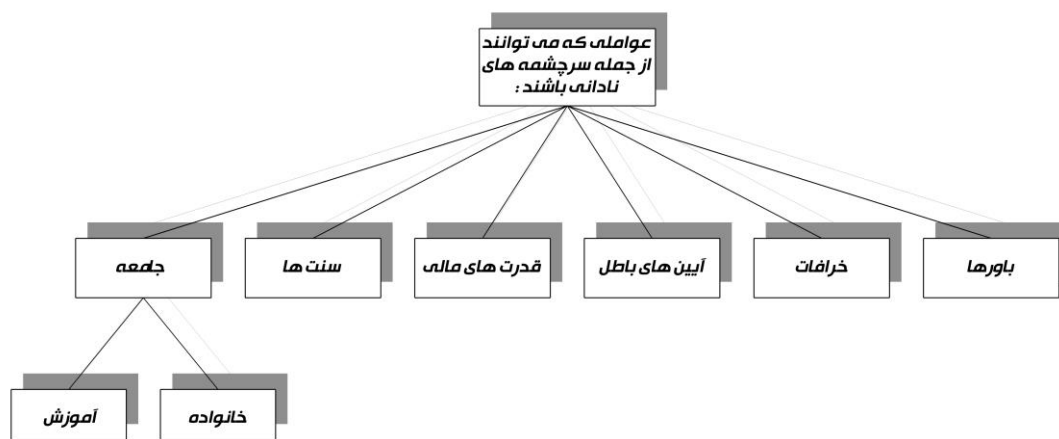 عواملی که می توانند
از جمله سرچشمه های
نادانی باشند :
باورها
خرافات
آیین های باطل
قدرت های مالی
سنت ها
جامعه
خانواده
آموزش